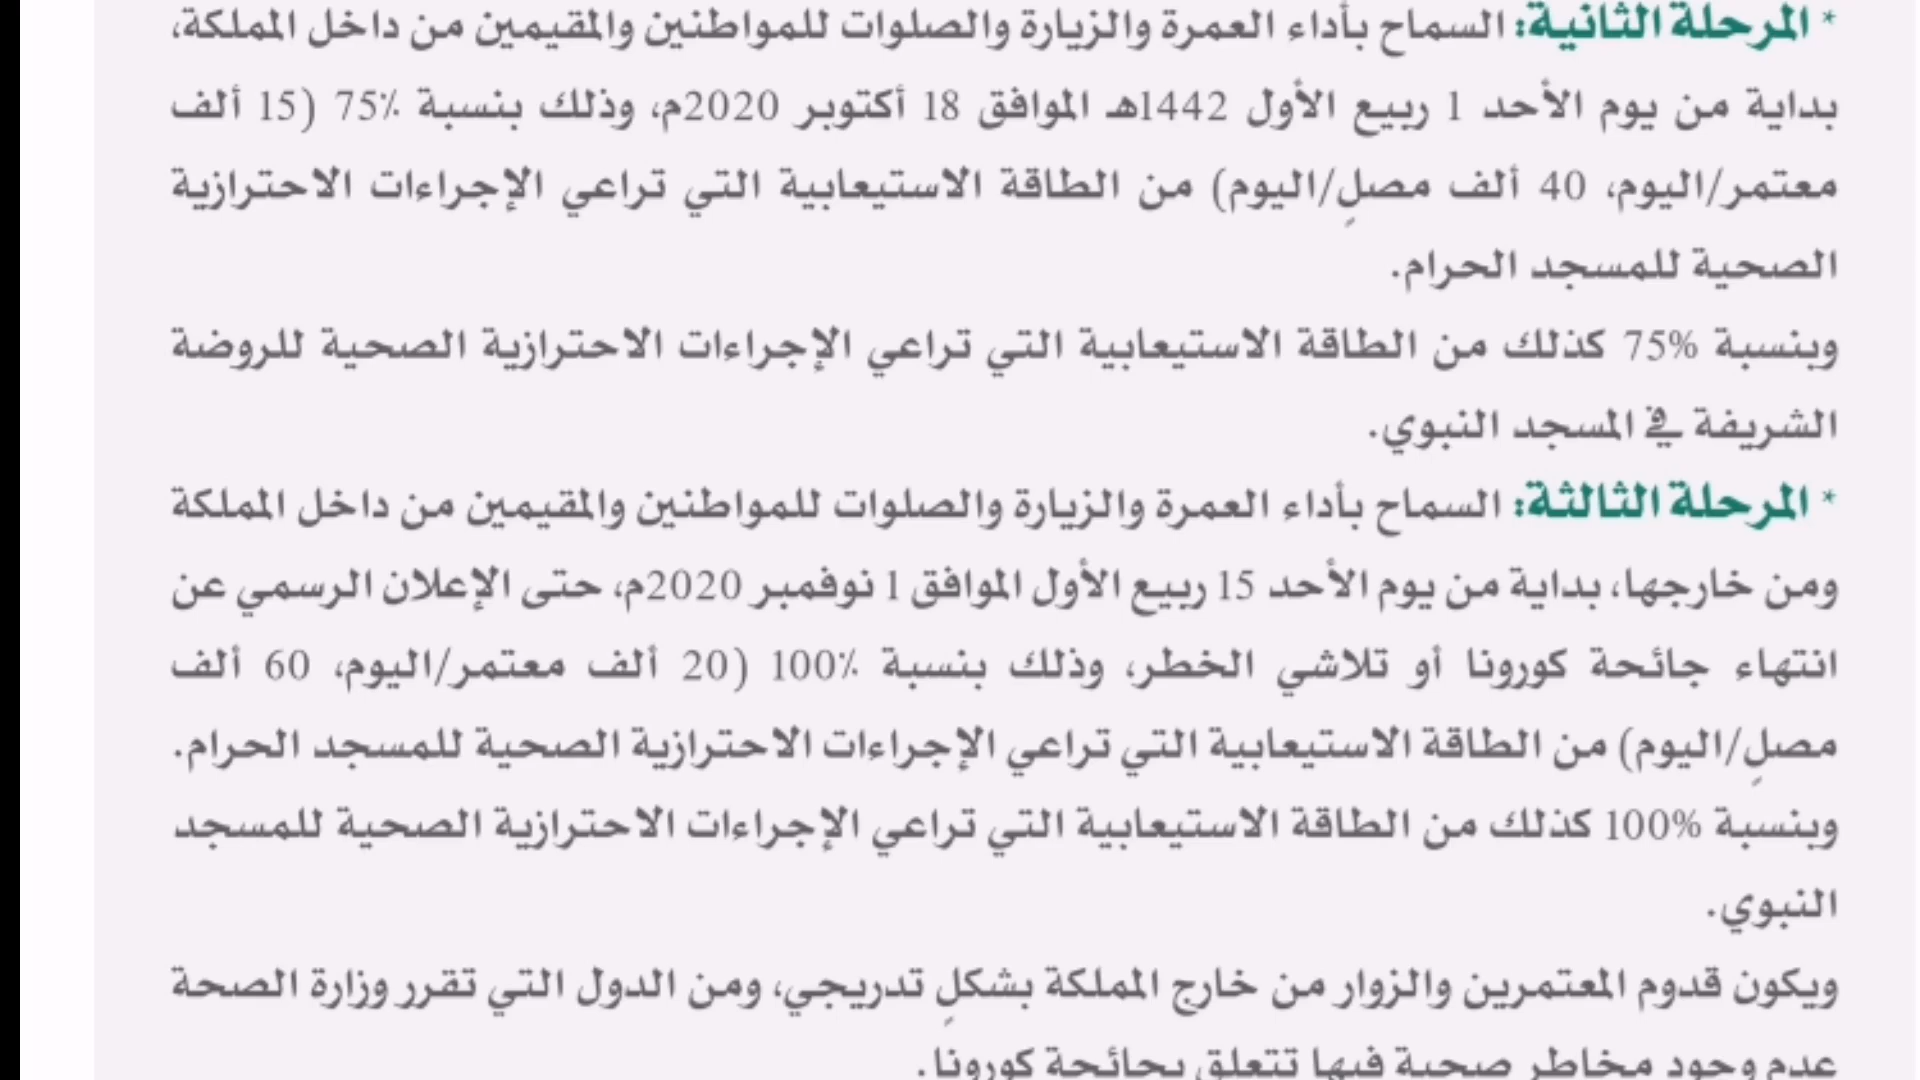 * المرحلة الثانية: السماح بأداء العمرة والزيارة والصلوات للمواطنين والمقيمين من داخل المملكة،
بداية من يوم الأحد 1 ربيع الأول 1442هـ الموافق 18 أكتوبر 2020م، وذلك بنسبة 75٪ (15 ألف
معتمر/اليوم، 40 ألف مصلٍ/اليوم) من الطاقة الاستيعابية التي تراعي الإجراءات الاحترازية
الصحية للمسجد الحرام.
وبنسبة 75% كذلك من الطاقة الاستيعابية التي تراعي الإجراءات الاحترازية الصحية للروضة
الشريفة في المسجد النبوي.
* المرحلة الثالثة: السماح بأداء العمرة والزيارة والصلوات للمواطنين والمقيمين من داخل المملكة
ومن خارجها، بداية من يوم الأحد 15 ربيع الأول الموافق 1 نوفمبر 2020م، حتى الإعلان الرسمي عن
انتهاء جائحة كورونا أو تلاشي الخطر، وذلك بنسبة 100٪ (20 ألف معتمر/اليوم، 60 ألف
مصلٍ/اليوم) من الطاقة الاستيعابية التي تراعي الإجراءات الاحترازية الصحية للمسجد الحرام.
وبنسبة 100% كذلك من الطاقة الاستيعابية التي تراعي الإجراءات الاحترازية الصحية للمسجد
النبوي.
ويكون قدوم المعتمرين والزوار من خارج المملكة بشكلٍ تدريجي، ومن الدول التي تقرر وزارة الصحة
عدم وجود مخاطر صحية فيها تتعلق بجائحة كورونا.